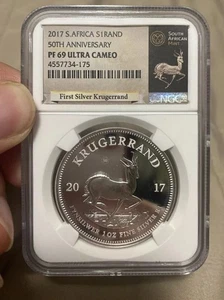 2017 S.AFRICA S1RAND
50TH ANNIVERSARY
PF 69 ULTRA CAMEO
4557734-175
SOUTH
AFRICAN
MINT
First Silver Krugerrand
NGC
KRUGERRAND
20 17
FYNSILWER 1 OZ FINE SILVER